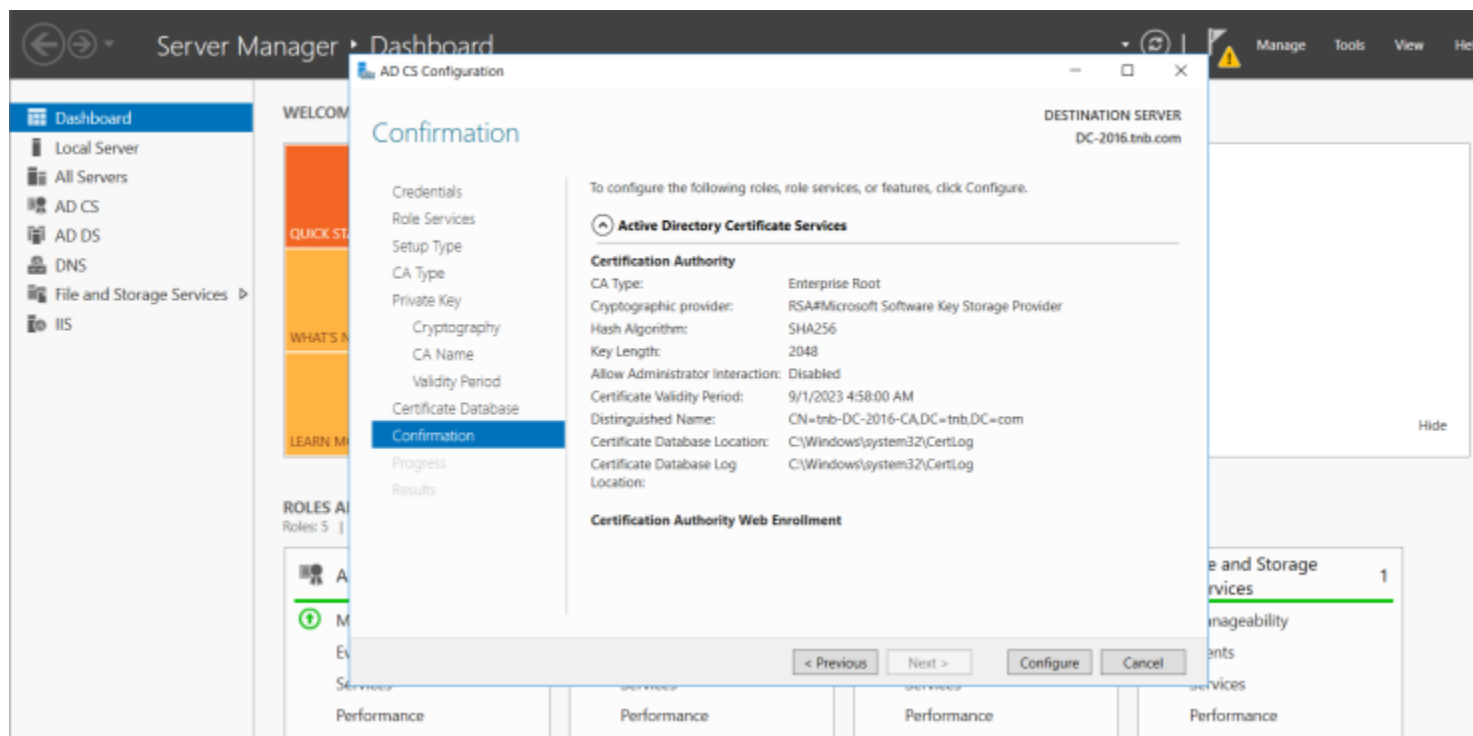 Server Manager ‣ Dashboard
Manage Tools View
AD CS Configuration
Dashboard
Local Server
All Servers
AD CS
AD DS
DNS
File and Storage Services
IIS
Confirmation
DESTINATION SERVER
DC-2016.tnb.com
Credentials
Role Services
Setup Type
CA Type
Private Key
Cryptography
CA Name
Validity Period
Certificate Database
Confirmation
Progress
Results
To configure the following roles, role services, or features, click Configure.
Active Directory Certificate Services
Certification Authority
CA Type: Enterprise Root
Cryptographic provider: RSA#Microsoft Software Key Storage Provider
Hash Algorithm: SHA256
Key Length: 2048
Allow Administrator Interaction: Disabled
Certificate Validity Period: 9/1/2023 4:58:00 AM
Distinguished Name: CN=tnb-DC-2016-CA,DC=tnb,DC=com
Certificate Database Location: C:\Windows\system32\CertLog
Certificate Database Log C:\Windows\system32\CertLog
Location:
Certification Authority Web Enrollment
< Previous Next > Configure Cancel
WELCOM
QUICK ST
WHAT'S N
LEARN M
Hide
ROLES A
Roles: 5 |
A
M
Ev
Services
Performance
Services
Performance
Services
Performance
e and Storage 1
rvices
nageability
ents
rvices
Performance